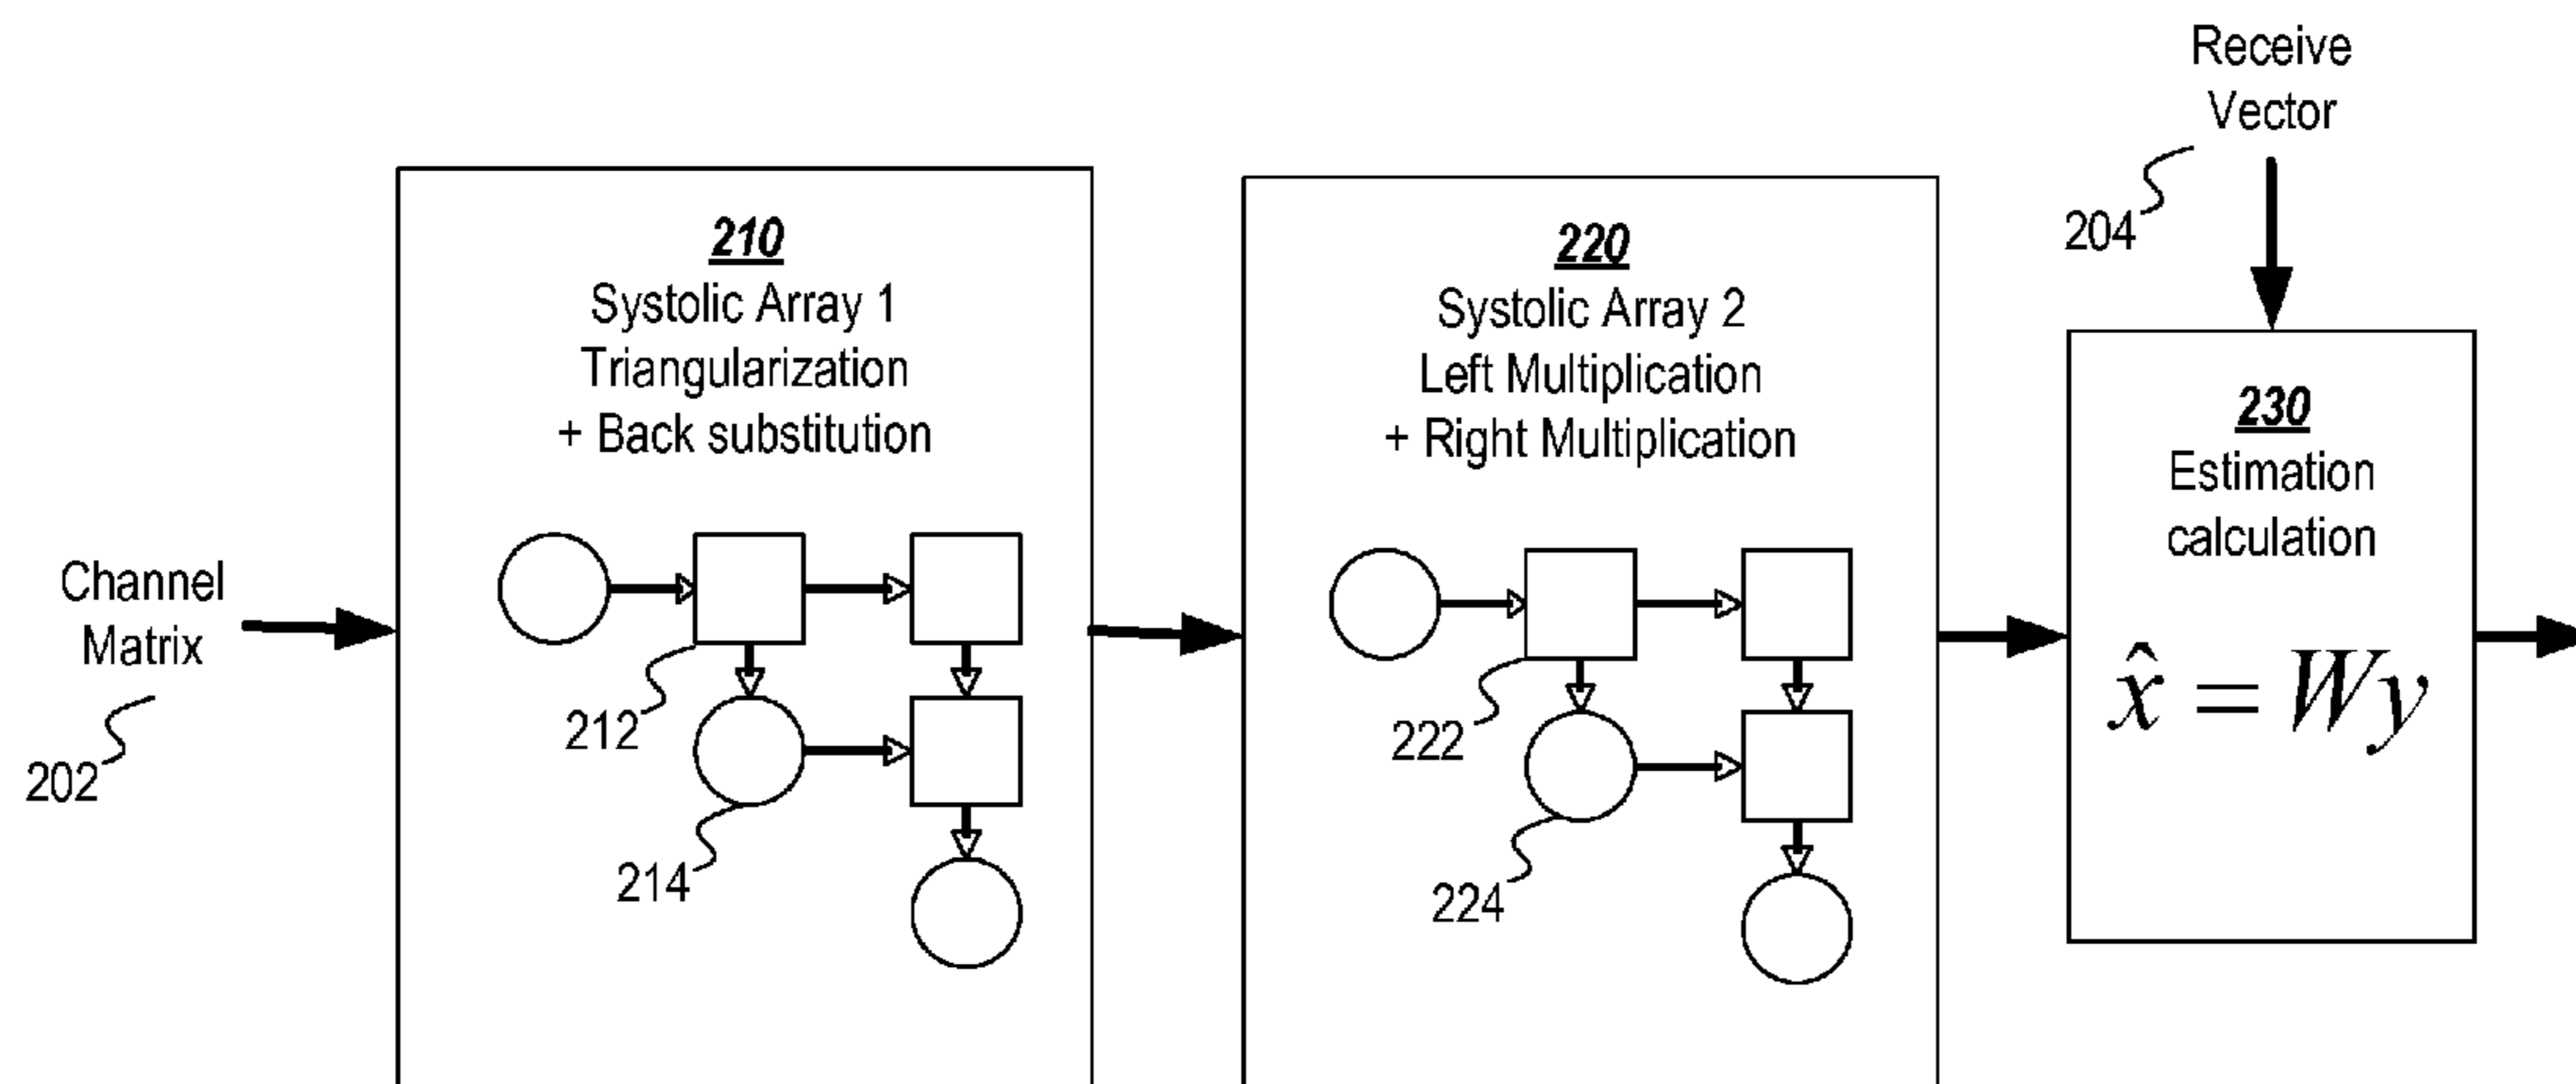 Channel
Matrix
202
210
Systolic Array 1
Triangularization
+ Back substitution
212
214
220
Systolic Array 2
Left Multiplication
+ Right Multiplication
222
224
Receive
Vector
204
230
Estimation
calculation
x̂ = Wy